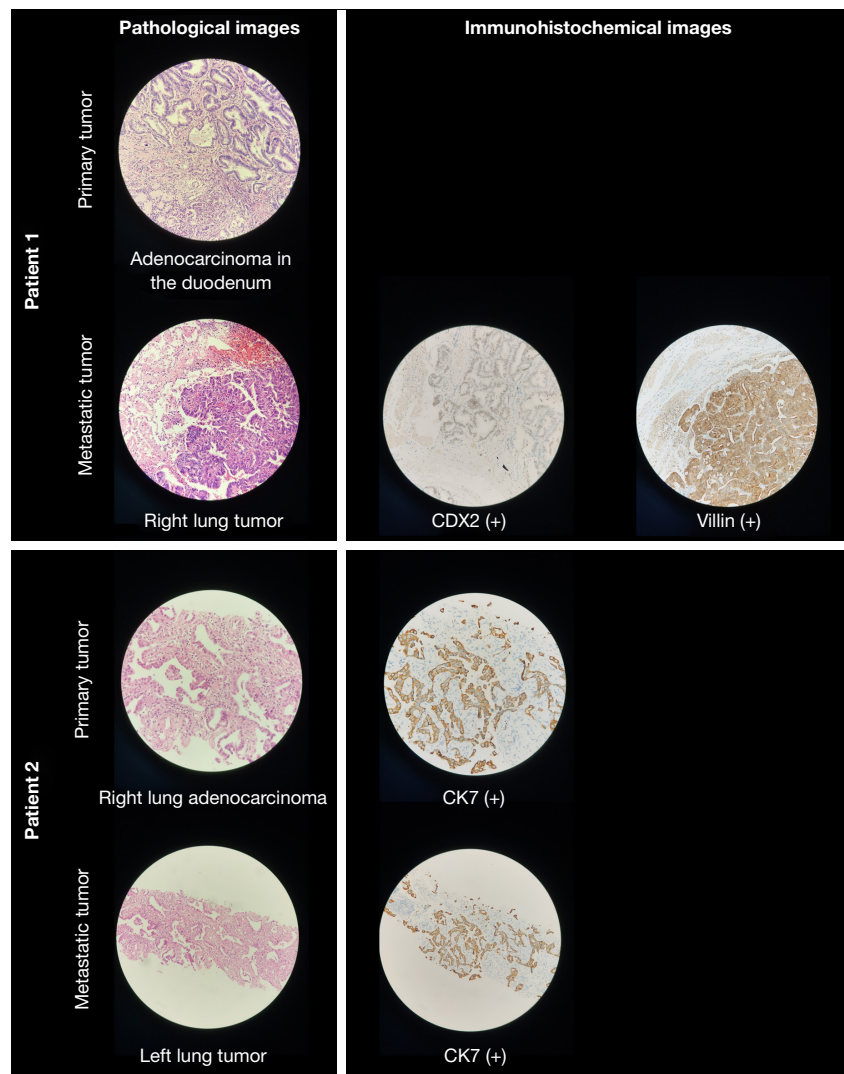 Pathological images
Immunohistochemical images
Patient 1
Primary tumor
Adenocarcinoma in
the duodenum
Metastatic tumor
Right lung tumor
CDX2 (+)
Villin (+)
Patient 2
Primary tumor
Right lung adenocarcinoma
CK7 (+)
Metastatic tumor
Left lung tumor
CK7 (+)